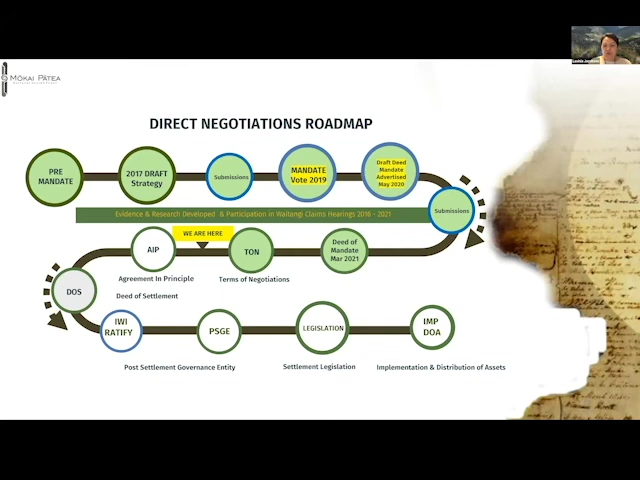 MŌKAI PĀTEA
DIRECT NEGOTIATIONS ROADMAP
PRE
MANDATE
2017 DRAFT
Strategy
Submissions
MANDATE
Vote 2019
Draft Deed
Mandate
Advertised
May 2020
Submissions
Evidence & Research Developed & Participation in Waitangi Claims Hearings 2016 - 2021
WE ARE HERE
AIP
TON
Deed of
Mandate
Mar 2021
Agreement In Principle
Terms of Negotiations
DOS
Deed of Settlement
IWI
RATIFY
PSGE
LEGISLATION
IMP
DOA
Post Settlement Governance Entity
Settlement Legislation
Implementation & Distribution of Assets